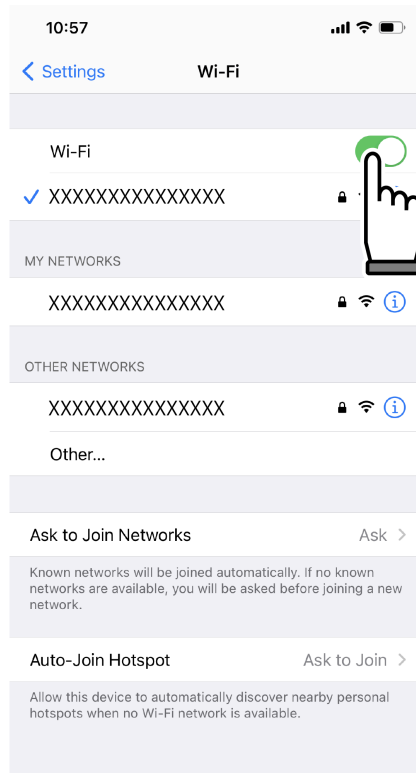 10:57
Settings
Wi-Fi
Wi-Fi
XXXXXXXXXXXXXXX
MY NETWORKS
XXXXXXXXXXXXXXX
OTHER NETWORKS
XXXXXXXXXXXXXXX
Other...
Ask to Join Networks Ask
Known networks will be joined automatically. If no known
networks are available, you will be asked before joining a new
network.
Auto-Join Hotspot Ask to Join
Allow this device to automatically discover nearby personal
hotspots when no Wi-Fi network is available.